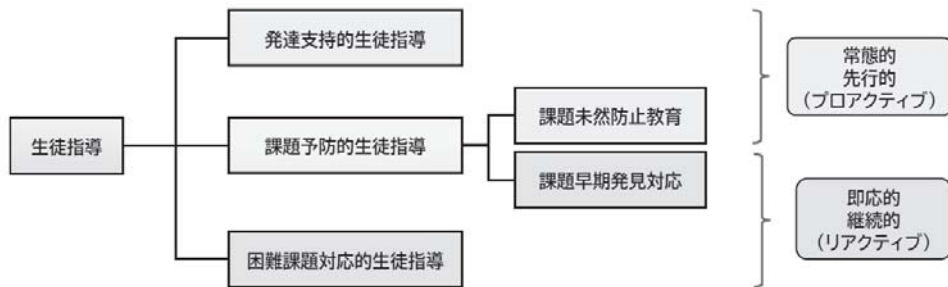 生徒指導
発達支持的生徒指導
課題予防的生徒指導
困難課題対応的生徒指導
課題未然防止教育
課題早期発見対応
常態的
先行的
(プロアクティブ)
即応的
継続的
(リアクティブ)